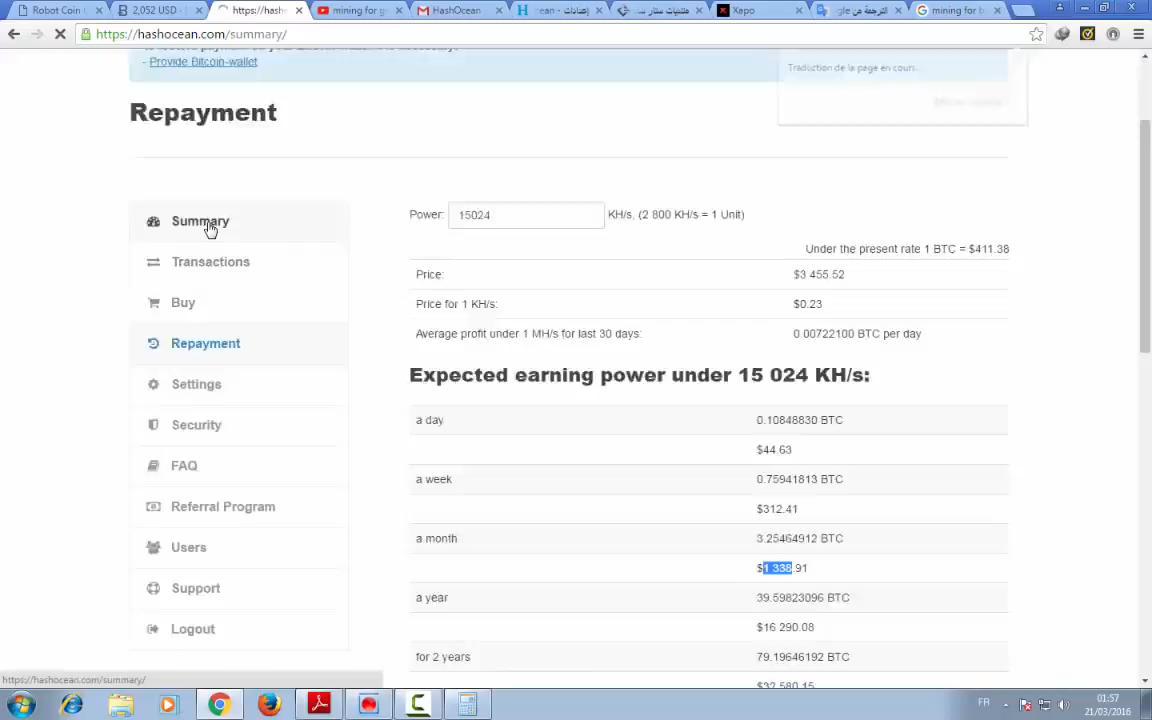 Robot Coin
2,052 USD -
https://hash
mining for g
HashOcean
Xapo
mining for b
https://hashocean.com/summary/
- Provide Bitcoin-wallet
Traduction de la page en cours...
Repayment
Summary
Transactions
Buy
Repayment
Settings
Security
FAQ
Referral Program
Users
Support
Logout
Power: 15024 KH/s, (2 800 KH/s = 1 Unit)
Under the present rate 1 BTC = $411.38
Price: $3 455.52
Price for 1 KH/s: $0.23
Average profit under 1 MH/s for last 30 days: 0.00722100 BTC per day
Expected earning power under 15 024 KH/s:
a day 0.10848830 BTC
$44.63
a week 0.75941813 BTC
$312.41
a month 3.25464912 BTC
$1 338.91
a year 39.59823096 BTC
$16 290.08
for 2 years 79.19646192 BTC
$32 580.15
https://hashocean.com/summary/
FR
01:57
21/03/2016